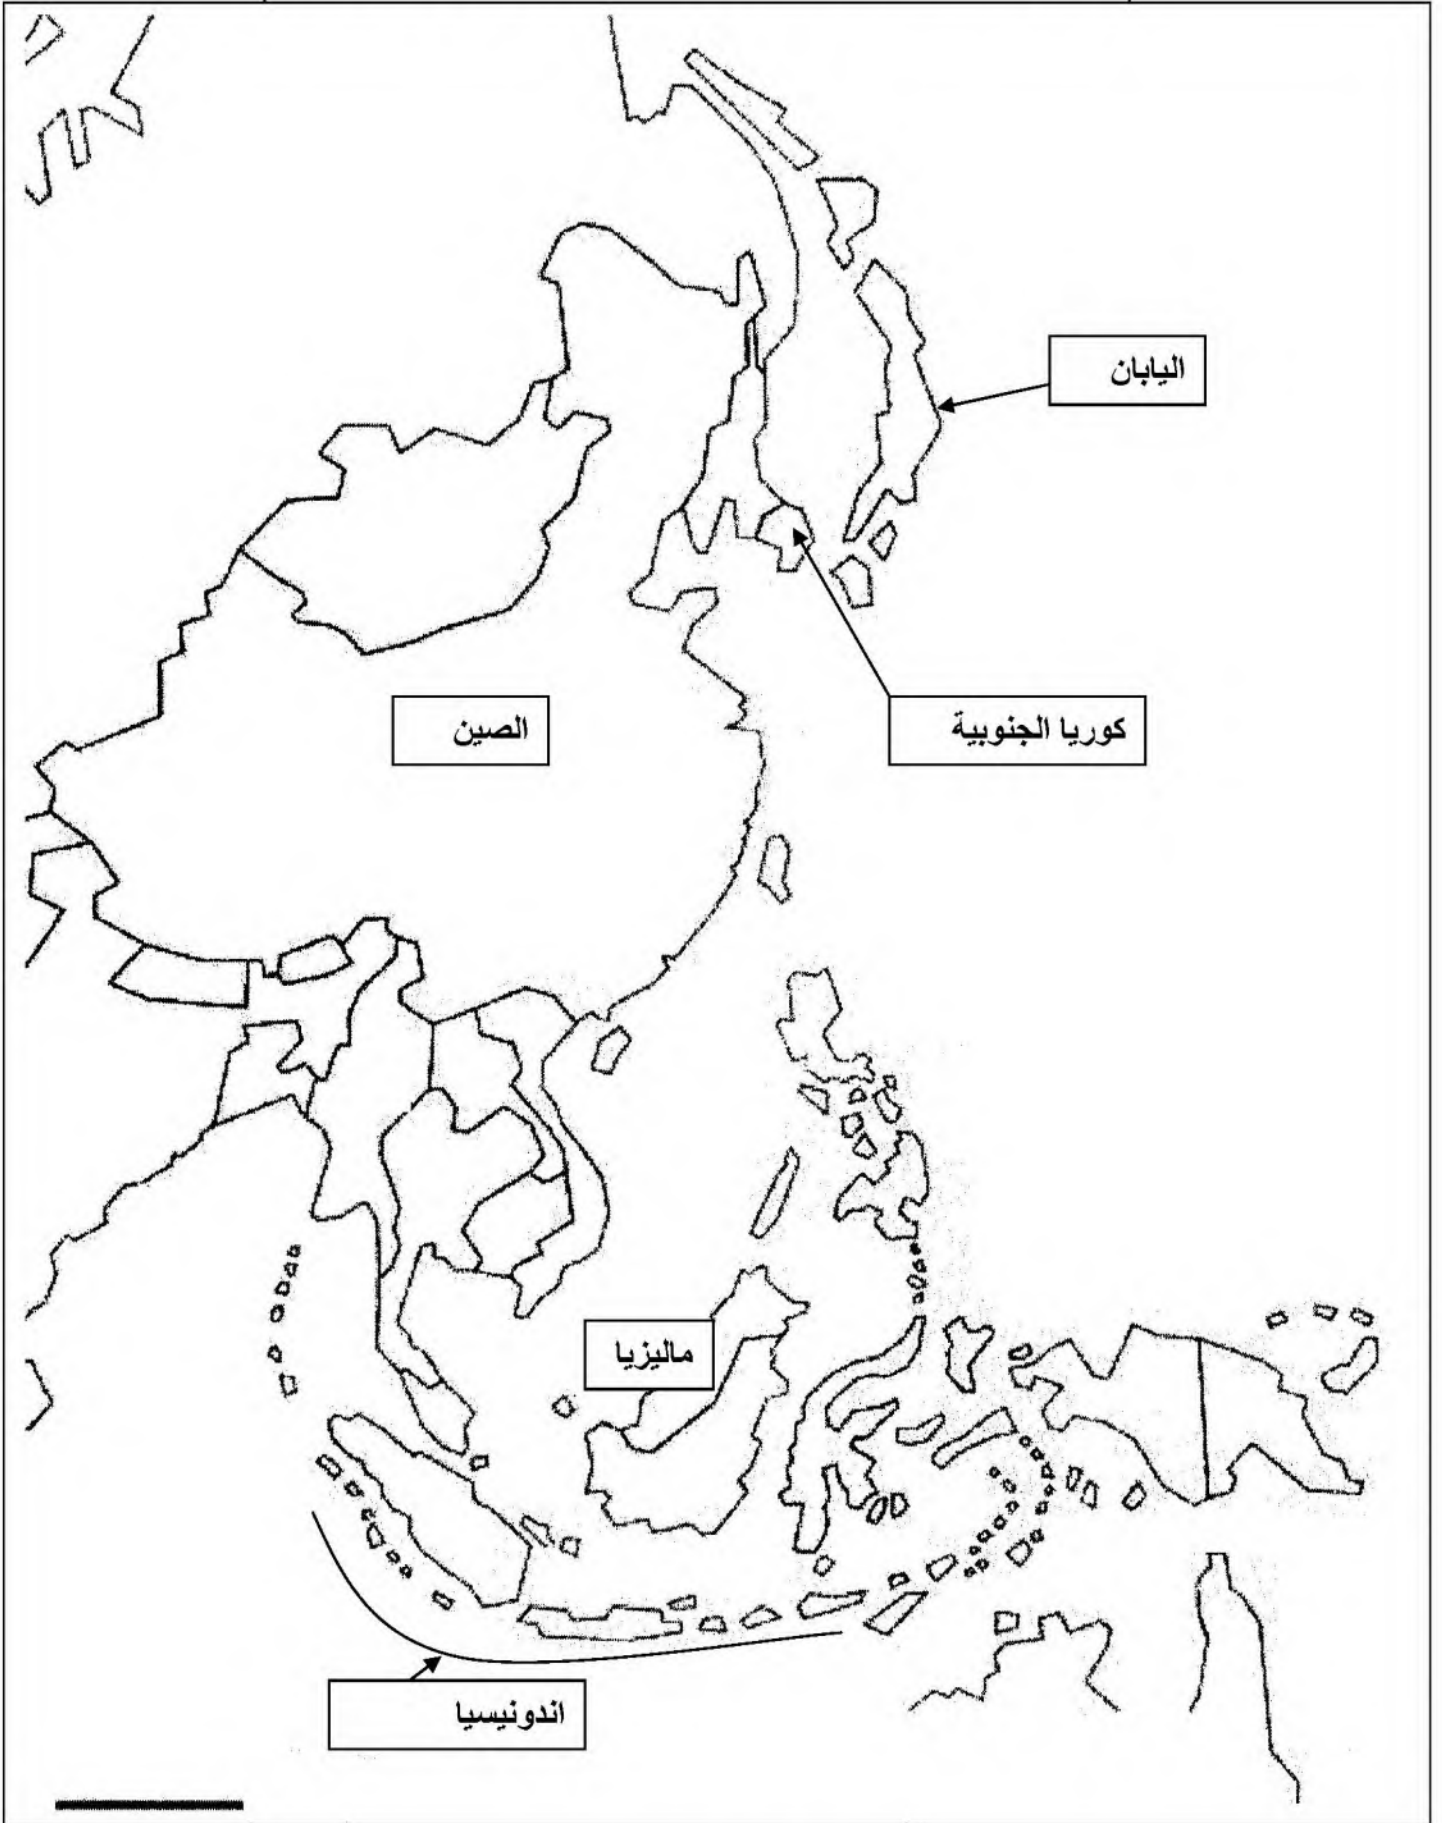 اليابان
كوريا الجنوبية
الصين
ماليزيا
اندونيسيا